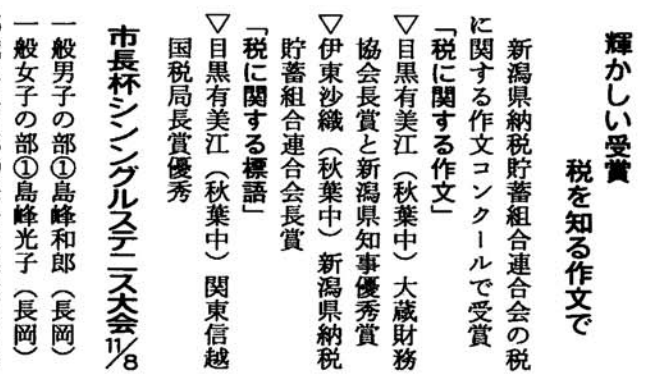 輝かしい受賞
税を知る作文で
新潟県納税貯蓄組合連合会の税
に関する作文コンクールで受賞
「税に関する作文」
▽目黒有美江（秋葉中）大蔵財務
協会長賞と新潟県知事優秀賞
▽伊東沙織（秋葉中）新潟県納税
貯蓄組合連合会長賞
「税に関する標語」
▽目黒有美江（秋葉中）関東信越
国税局長賞優秀
市長杯シンングルステニス大会11/8
一般男子の部①島峰和郎（長岡）
一般女子の部①島峰光子（長岡）